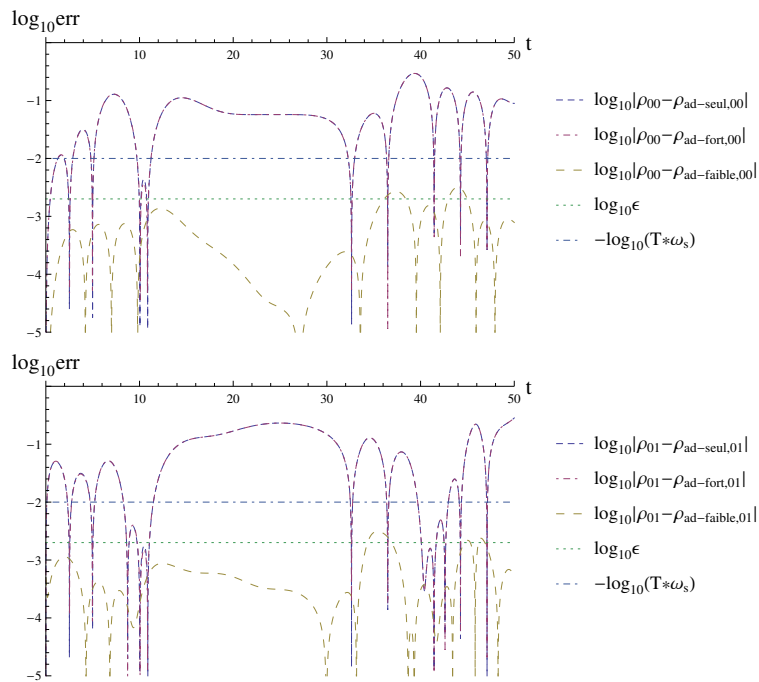 log₁₀err
t
10 20 30 40 50
-1
-2
-3
-4
-5
log₁₀|ρ₀₀−ρad−seul,00|
log₁₀|ρ₀₀−ρad−fort,00|
log₁₀|ρ₀₀−ρad−faible,00|
log₁₀ϵ
−log₁₀(T*ωs)
log₁₀err
t
10 20 30 40 50
-1
-2
-3
-4
-5
log₁₀|ρ₀₁−ρad−seul,01|
log₁₀|ρ₀₁−ρad−fort,01|
log₁₀|ρ₀₁−ρad−faible,01|
log₁₀ϵ
−log₁₀(T*ωs)